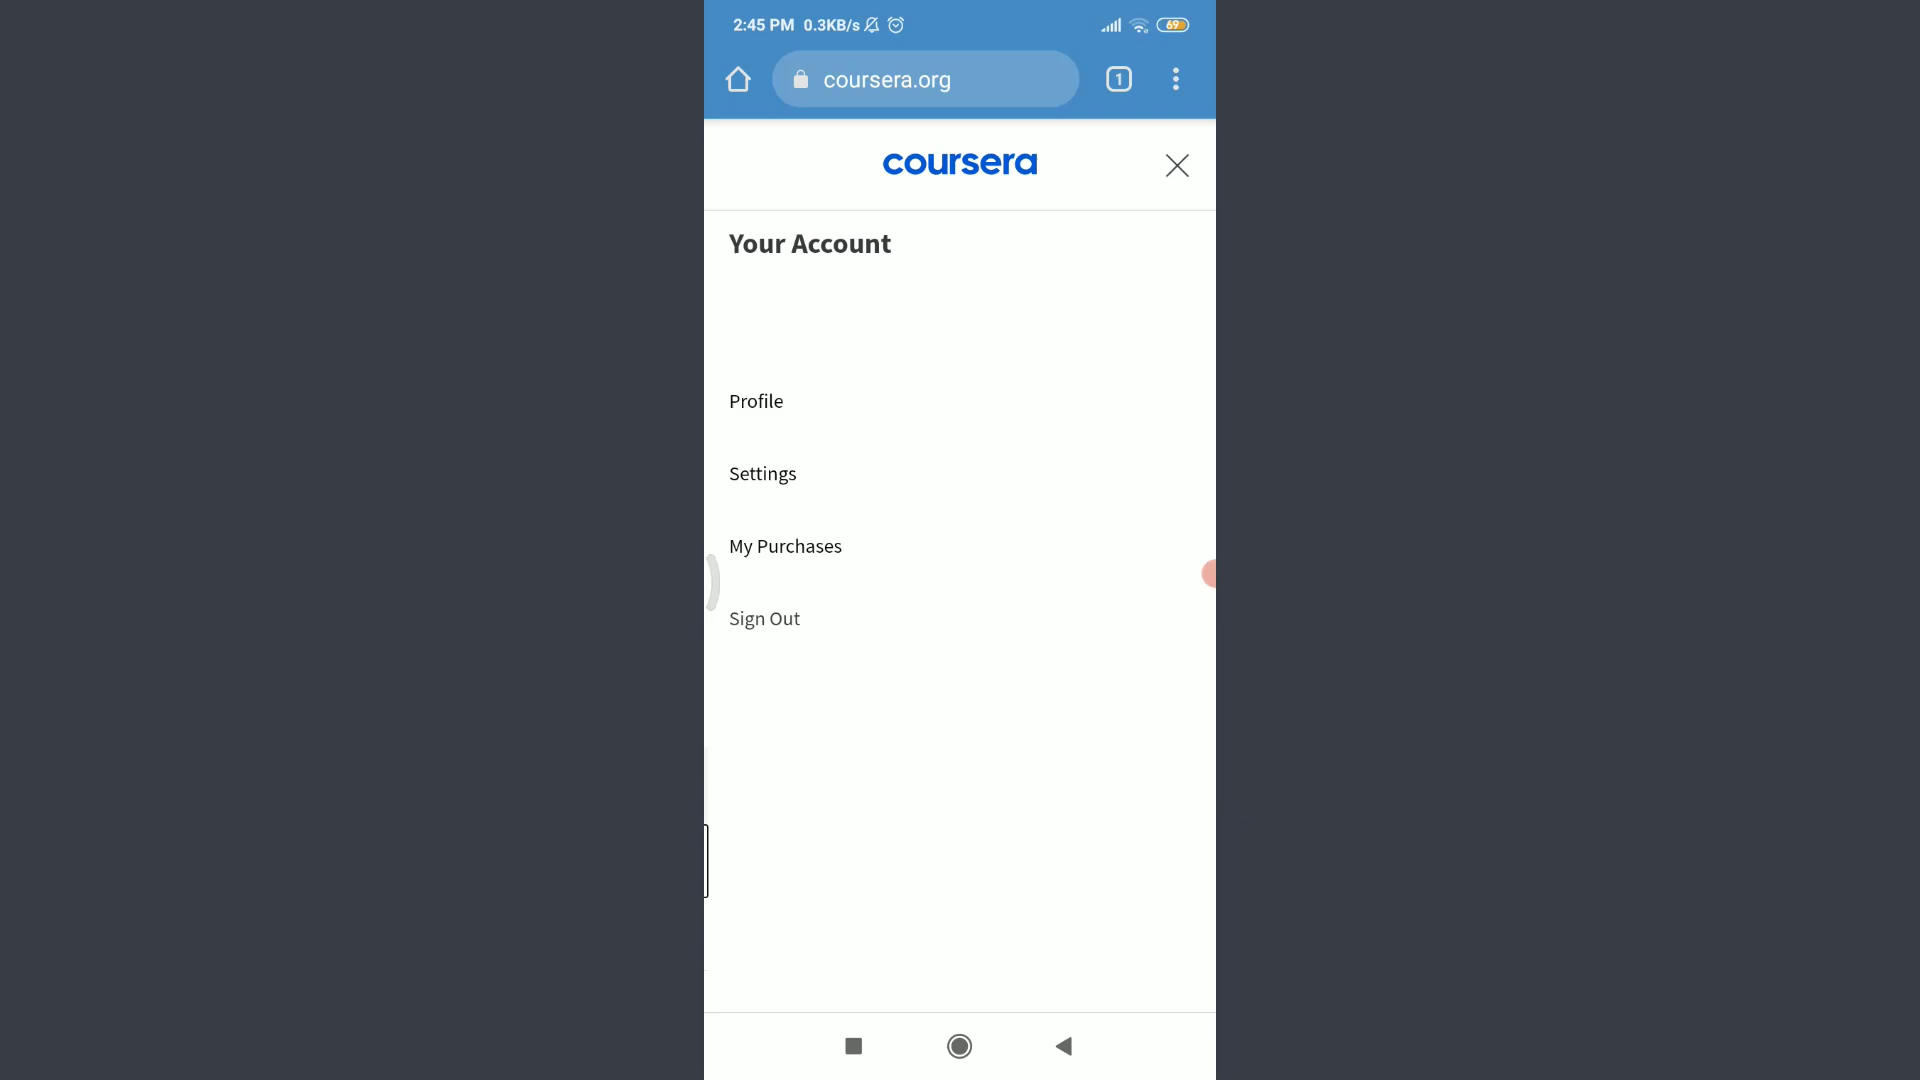 2:45 PM 0.3KB/s 69
coursera.org 1
coursera
Your Account
Profile
Settings
My Purchases
Sign Out